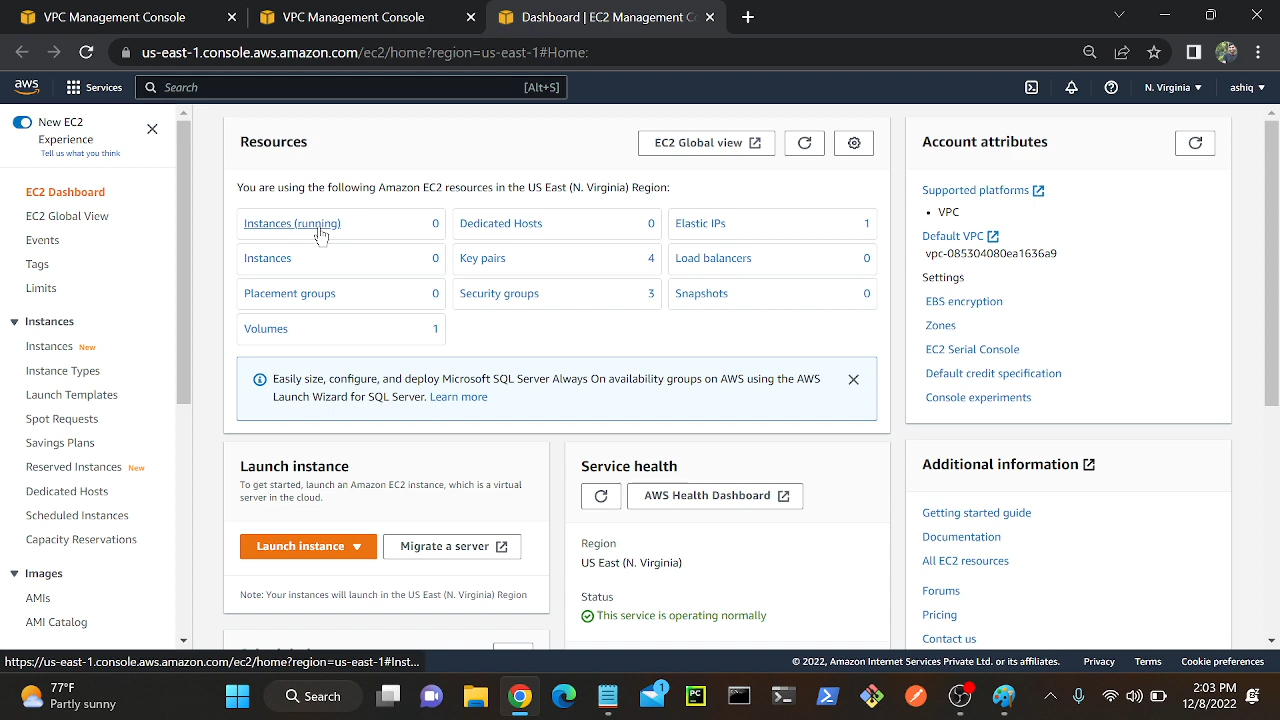 VPC Management Console
VPC Management Console
Dashboard | EC2 Management Co
us-east-1.console.aws.amazon.com/ec2/home?region=us-east-1#Home:
aws
Services
Search
[Alt+S]
N. Virginia
ashiq
New EC2
Experience
Tell us what you think
EC2 Dashboard
EC2 Global View
Events
Tags
Limits
Instances
Instances New
Instance Types
Launch Templates
Spot Requests
Savings Plans
Reserved Instances New
Dedicated Hosts
Scheduled Instances
Capacity Reservations
Images
AMIs
AMI Catalog
Resources
EC2 Global view
You are using the following Amazon EC2 resources in the US East (N. Virginia) Region:
Instances (running) 0
Dedicated Hosts 0
Elastic IPs 1
Instances 0
Key pairs 4
Load balancers 0
Placement groups 0
Security groups 3
Snapshots 0
Volumes 1
Easily size, configure, and deploy Microsoft SQL Server Always On availability groups on AWS using the AWS
Launch Wizard for SQL Server. Learn more
Launch instance
To get started, launch an Amazon EC2 instance, which is a virtual
server in the cloud.
Launch instance
Migrate a server
Note: Your instances will launch in the US East (N. Virginia) Region
Service health
AWS Health Dashboard
Region
US East (N. Virginia)
Status
This service is operating normally
Account attributes
Supported platforms
• VPC
Default VPC
vpc-085304080ea1636a9
Settings
EBS encryption
Zones
EC2 Serial Console
Default credit specification
Console experiments
Additional information
Getting started guide
Documentation
All EC2 resources
Forums
Pricing
Contact us
https://us-east-1.console.aws.amazon.com/ec2/home?region=us-east-1#Inst...
© 2022, Amazon Internet Services Private Ltd. or its affiliates.
Privacy
Terms
Cookie preferences
77°F
Partly sunny
Search
1
PC
2:03 PM
12/8/2022